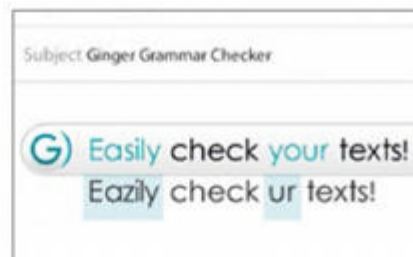 Subject Ginger Grammar Checker
G) Easily check your texts!
Eazily check ur texts!